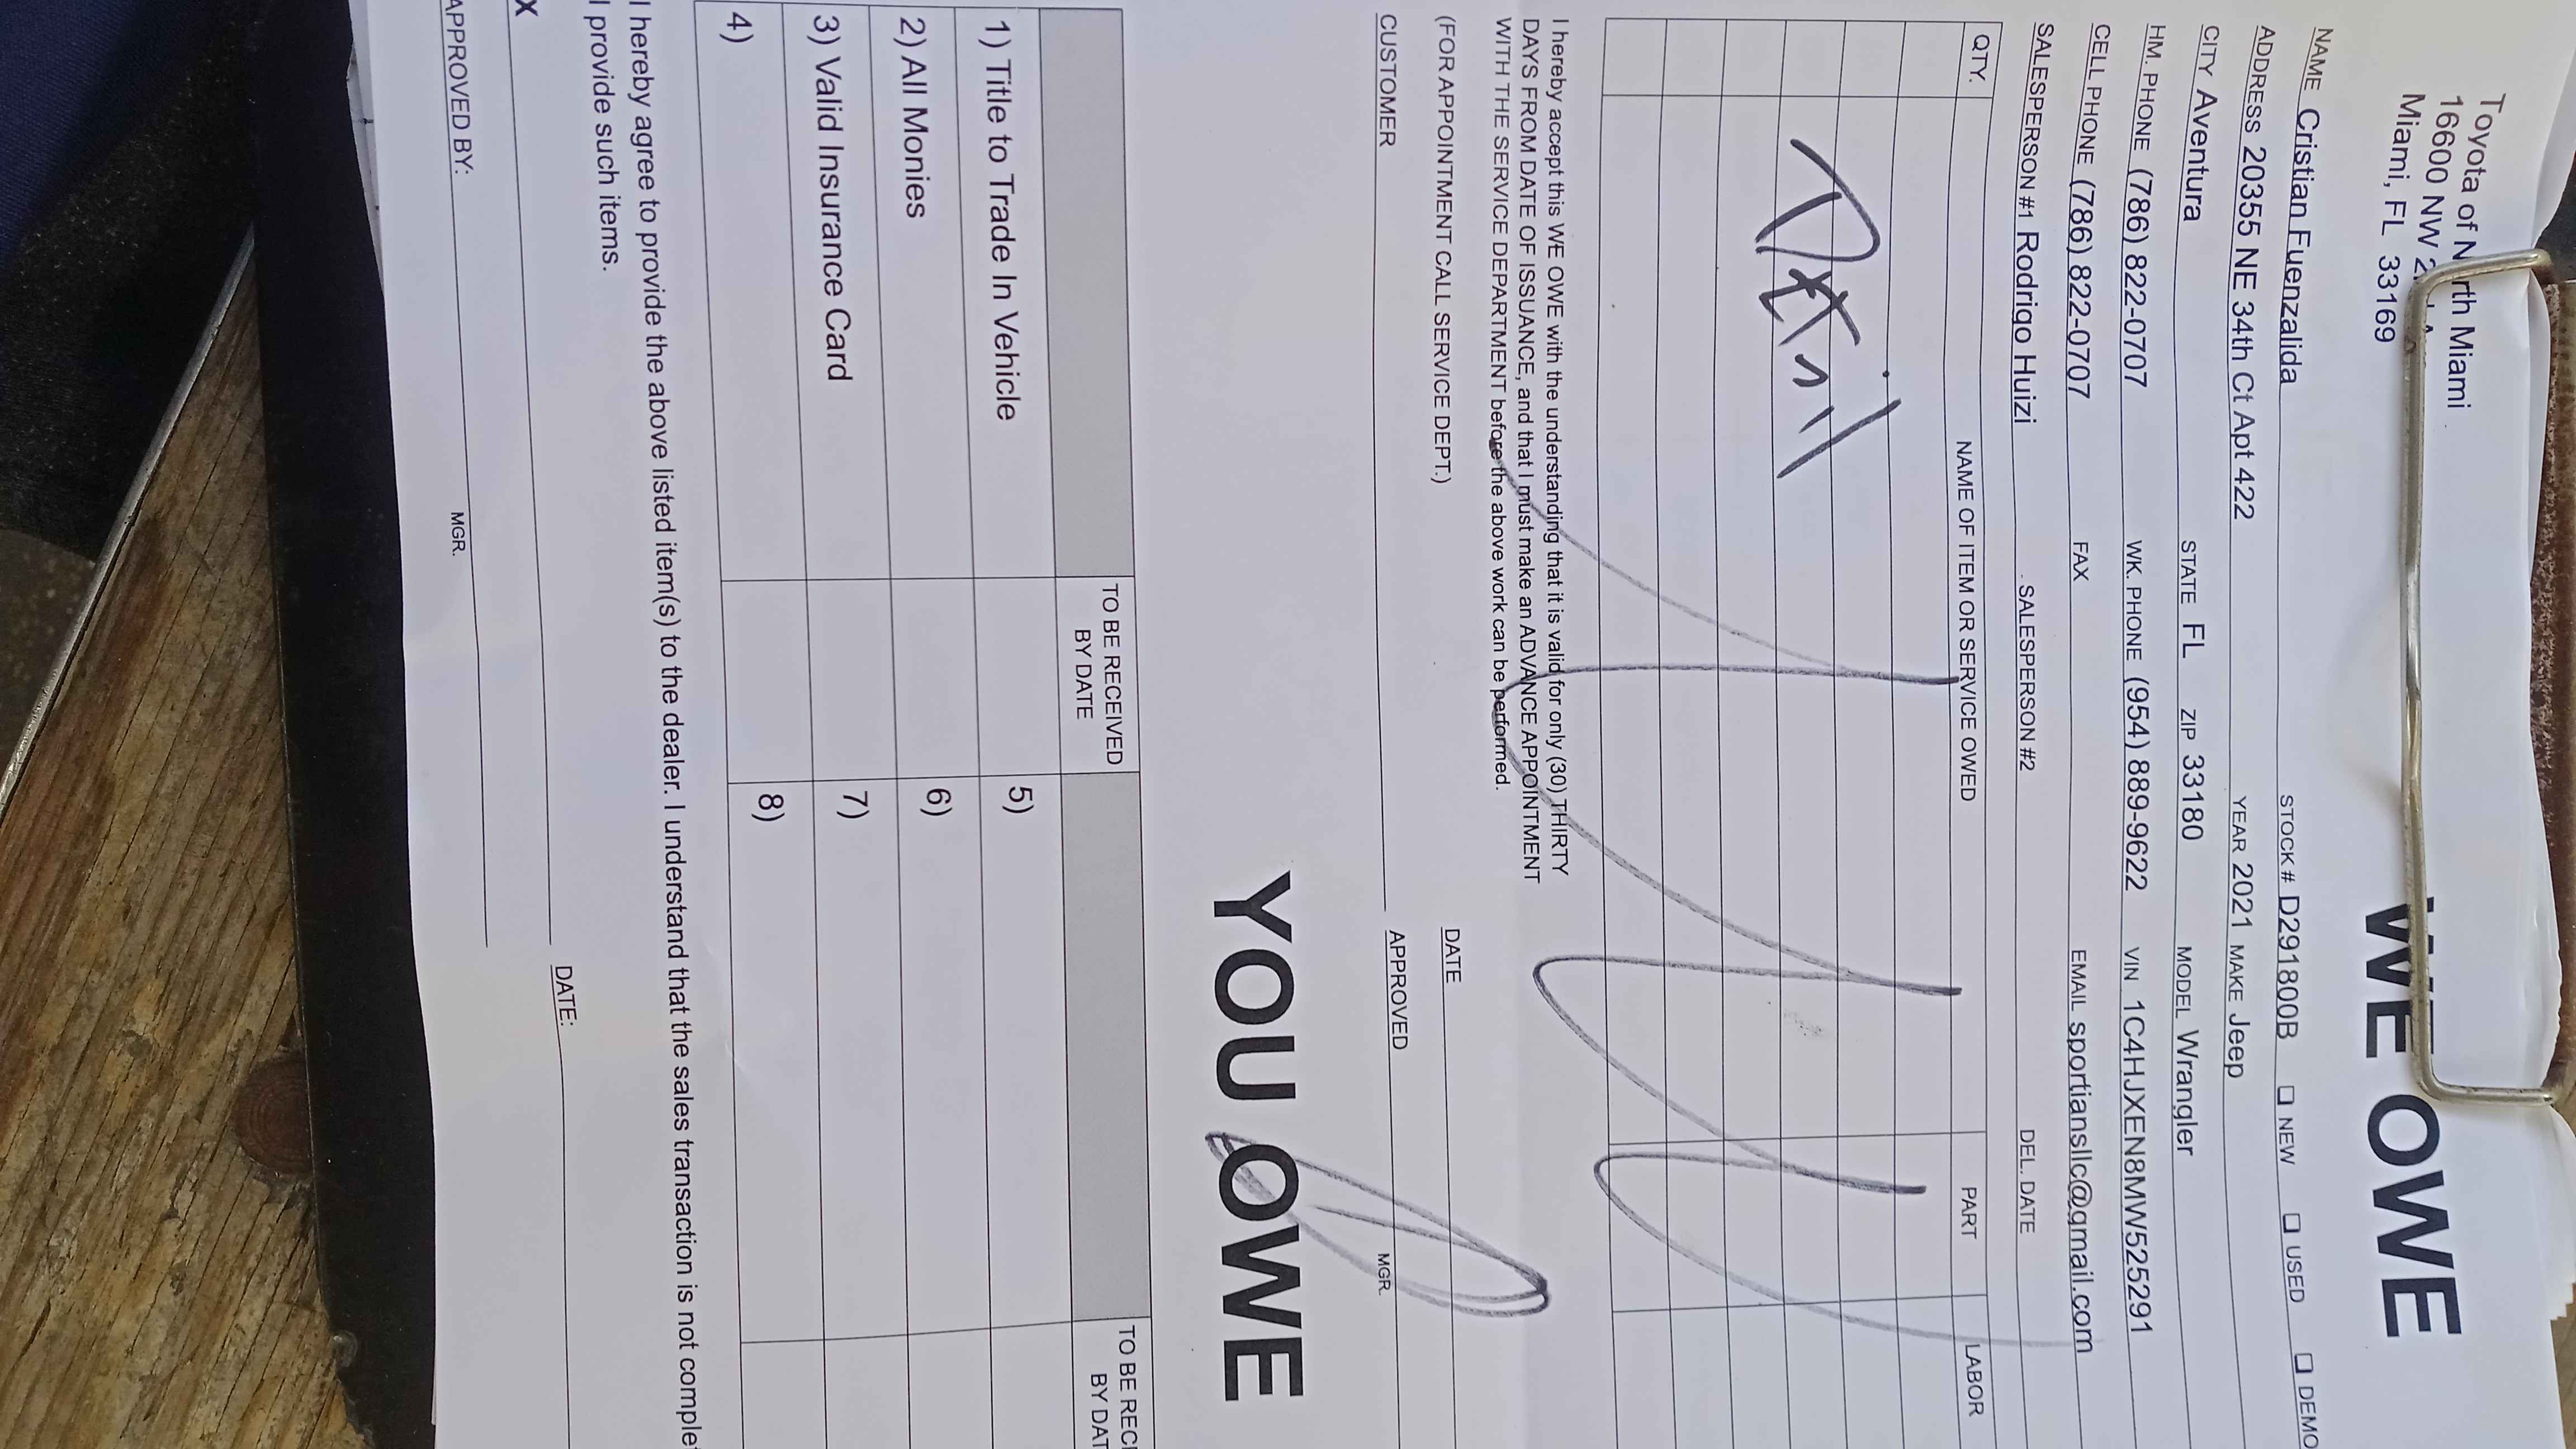 Toyota of North Miami
16600 NW 2
Miami, FL 33169
WE OWE
NAME Cristian Fuenzalida STOCK # D291800B ☐ NEW ☐ USED ☐ DEMO
ADDRESS 20355 NE 34th Ct Apt 422 YEAR 2021 MAKE Jeep
CITY Aventura STATE FL ZIP 33180 MODEL Wrangler
HM. PHONE (786) 822-0707 WK. PHONE (954) 889-9622 VIN 1C4HJXEN8MW525291
CELL PHONE (786) 822-0707 FAX EMAIL sportiansllc@gmail.com
SALESPERSON #1 Rodrigo Huizi SALESPERSON #2 DEL. DATE
QTY. NAME OF ITEM OR SERVICE OWED PART LABOR
I hereby accept this WE OWE with the understanding that it is valid for only (30) THIRTY
DAYS FROM DATE OF ISSUANCE, and that I must make an ADVANCE APPOINTMENT
WITH THE SERVICE DEPARTMENT before the above work can be performed.
(FOR APPOINTMENT CALL SERVICE DEPT.) DATE
CUSTOMER APPROVED MGR.
YOU OWE
TO BE RECEIVED TO BE RECE
BY DATE BY DAT
1) Title to Trade In Vehicle 5)
2) All Monies 6)
3) Valid Insurance Card 7)
4) 8)
I hereby agree to provide the above listed item(s) to the dealer. I understand that the sales transaction is not complet
I provide such items.
X DATE:
APPROVED BY: MGR.